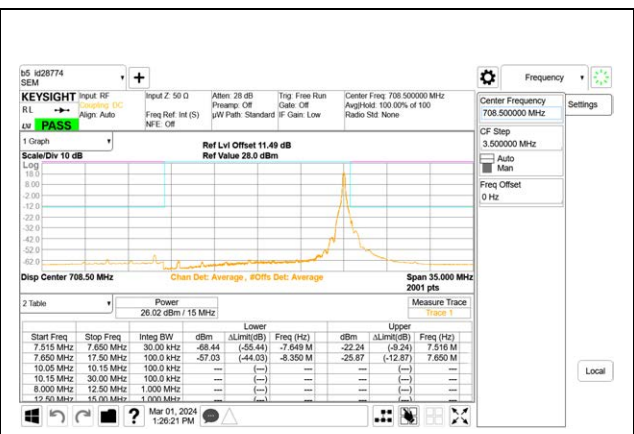 b5 id28774
SEM
Frequency
KEYSIGHT
RL
PASS
Input: RF
Coupling: DC
Align: Auto
Input Z: 50 Ω
Freq Ref: Int (S)
NFE: Off
Atten: 28 dB
Preamp: Off
µW Path: Standard
Trig: Free Run
Gate: Off
IF Gain: Low
Center Freq: 708.500000 MHz
Avg|Hold: 100.00% of 100
Radio Std: None
Center Frequency
708.500000 MHz
Settings
CF Step
3.500000 MHz
Auto
Man
Freq Offset
0 Hz
1 Graph
Scale/Div 10 dB
Ref Lvl Offset 11.49 dB
Ref Value 28.0 dBm
Log
18.0
8.00
-2.00
-12.0
-22.0
-32.0
-42.0
-52.0
-62.0
Disp Center 708.50 MHz
Chan Det: Average , #Offs Det: Average
Span 35.000 MHz
2001 pts
2 Table
Power
26.02 dBm / 15 MHz
Measure Trace
Trace 1
Lower Upper
Start Freq Stop Freq Integ BW dBm ΔLimit(dB) Freq (Hz) dBm ΔLimit(dB) Freq (Hz)
7.515 MHz 7.650 MHz 30.00 kHz -68.44 (-55.44) -7.649 M -22.24 (-9.24) 7.516 M
7.650 MHz 17.50 MHz 100.0 kHz -57.03 (-44.03) -8.350 M -25.87 (-12.87) 7.650 M
10.05 MHz 10.15 MHz 100.0 kHz --- (---) --- --- (---) ---
10.15 MHz 30.00 MHz 100.0 kHz --- (---) --- --- (---) ---
8.000 MHz 12.50 MHz 1.000 MHz --- (---) --- --- (---) ---
12.50 MHz 15.00 MHz 1.000 MHz --- (---) --- --- (---) ---
Local
Mar 01, 2024
1:26:21 PM